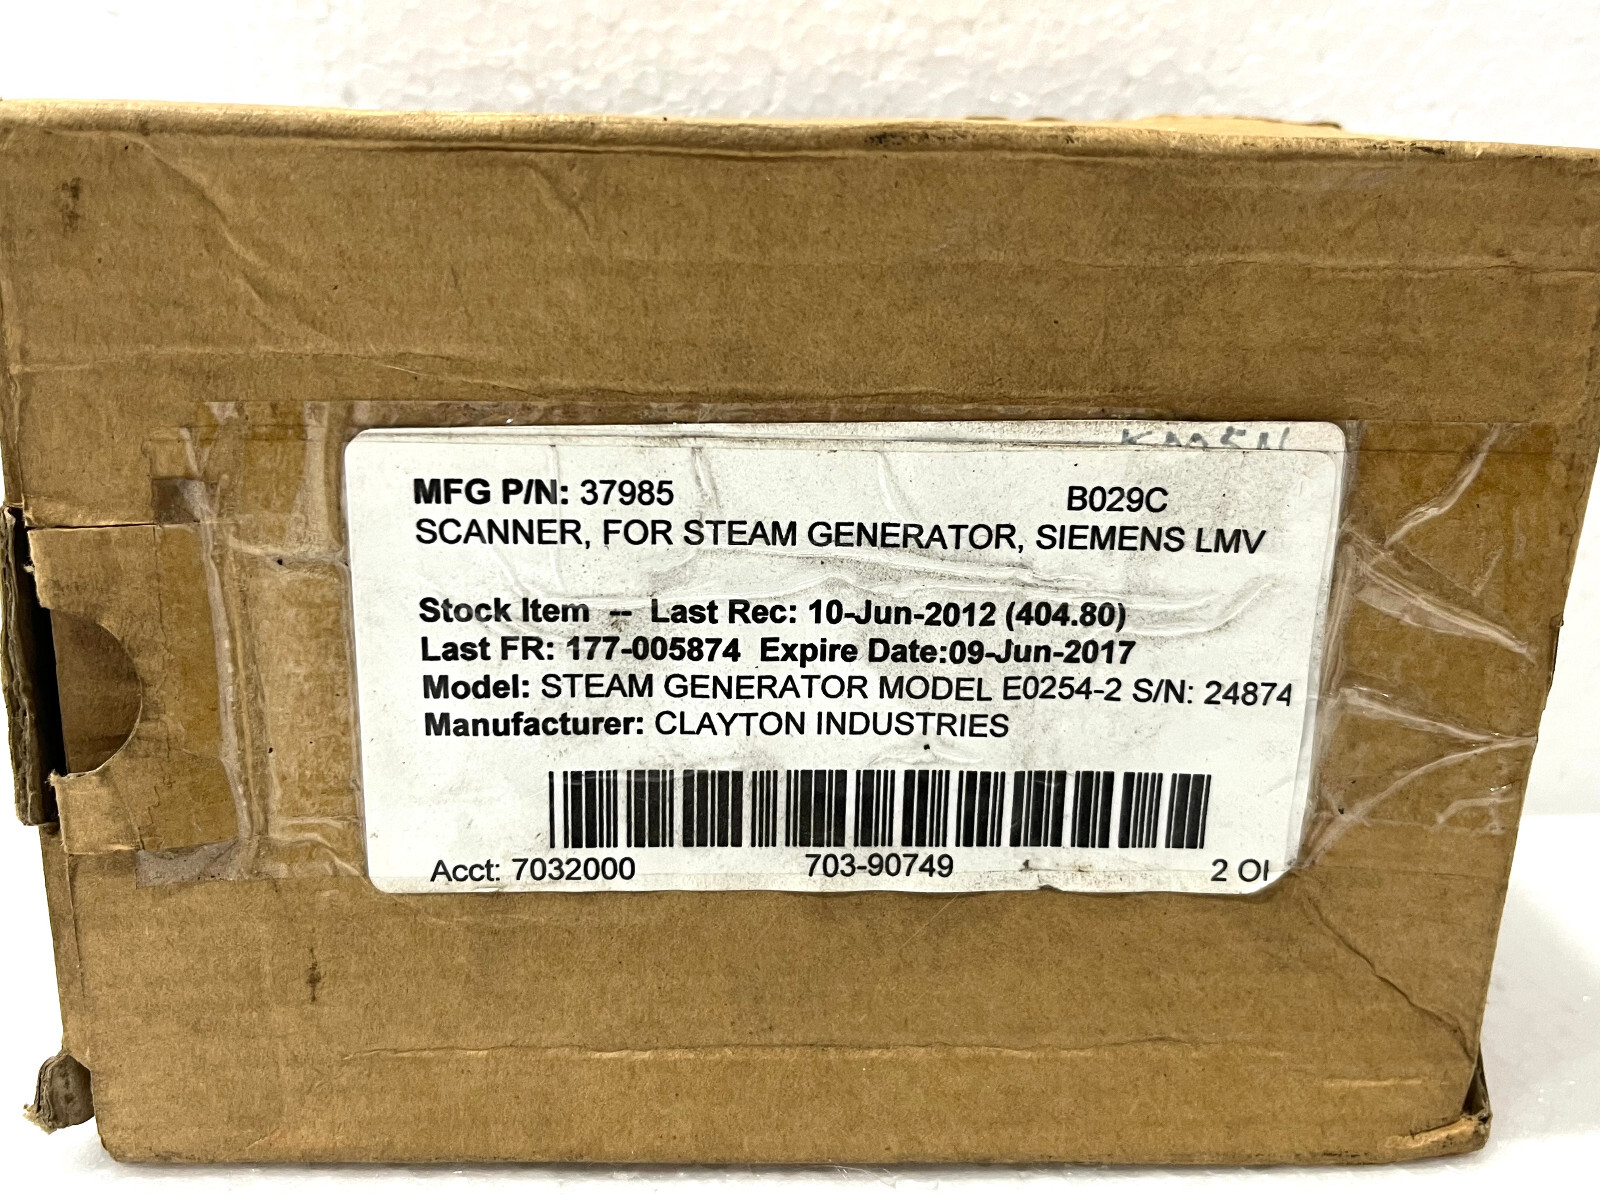 MFG P/N: 37985 B029C
SCANNER, FOR STEAM GENERATOR, SIEMENS LMV
Stock Item -- Last Rec: 10-Jun-2012 (404.80)
Last FR: 177-005874 Expire Date:09-Jun-2017
Model: STEAM GENERATOR MODEL E0254-2 S/N: 24874
Manufacturer: CLAYTON INDUSTRIES
Acct: 7032000 703-90749 2